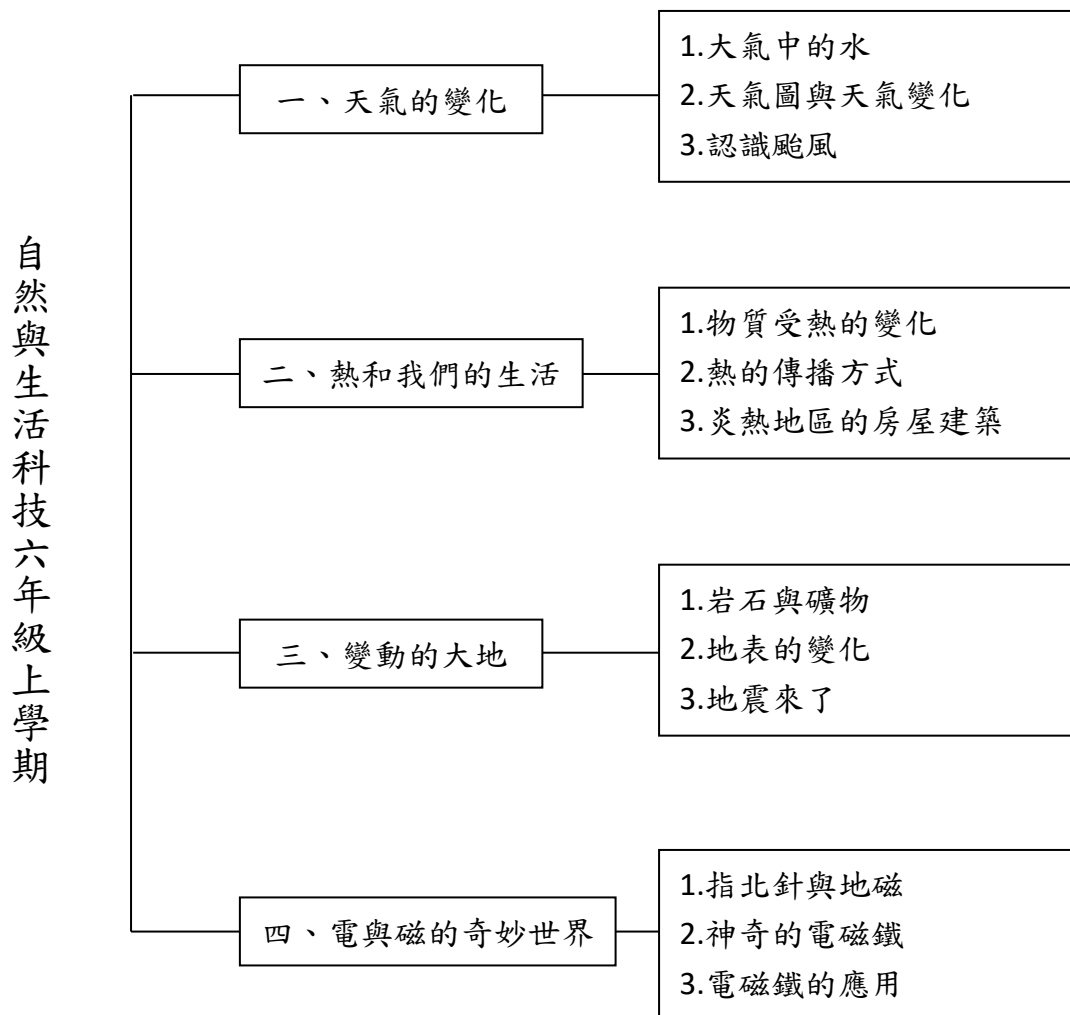 自然與生活科技六年級上學期
一、天氣的變化
1.大氣中的水
2.天氣圖與天氣變化
3.認識颱風
二、熱和我們的生活
1.物質受熱的變化
2.熱的傳播方式
3.炎熱地區的房屋建築
三、變動的大地
1.岩石與礦物
2.地表的變化
3.地震來了
四、電與磁的奇妙世界
1.指北針與地磁
2.神奇的電磁鐵
3.電磁鐵的應用